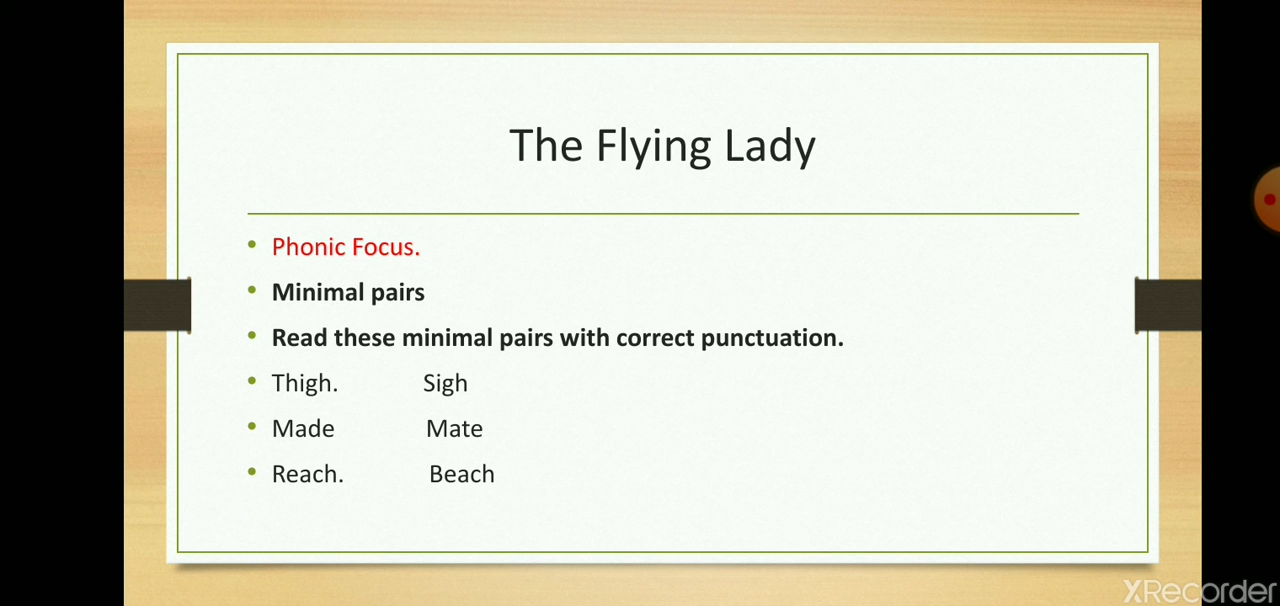 The Flying Lady
Phonic Focus.
Minimal pairs
Read these minimal pairs with correct punctuation.
Thigh. Sigh
Made Mate
Reach. Beach
XRecorder